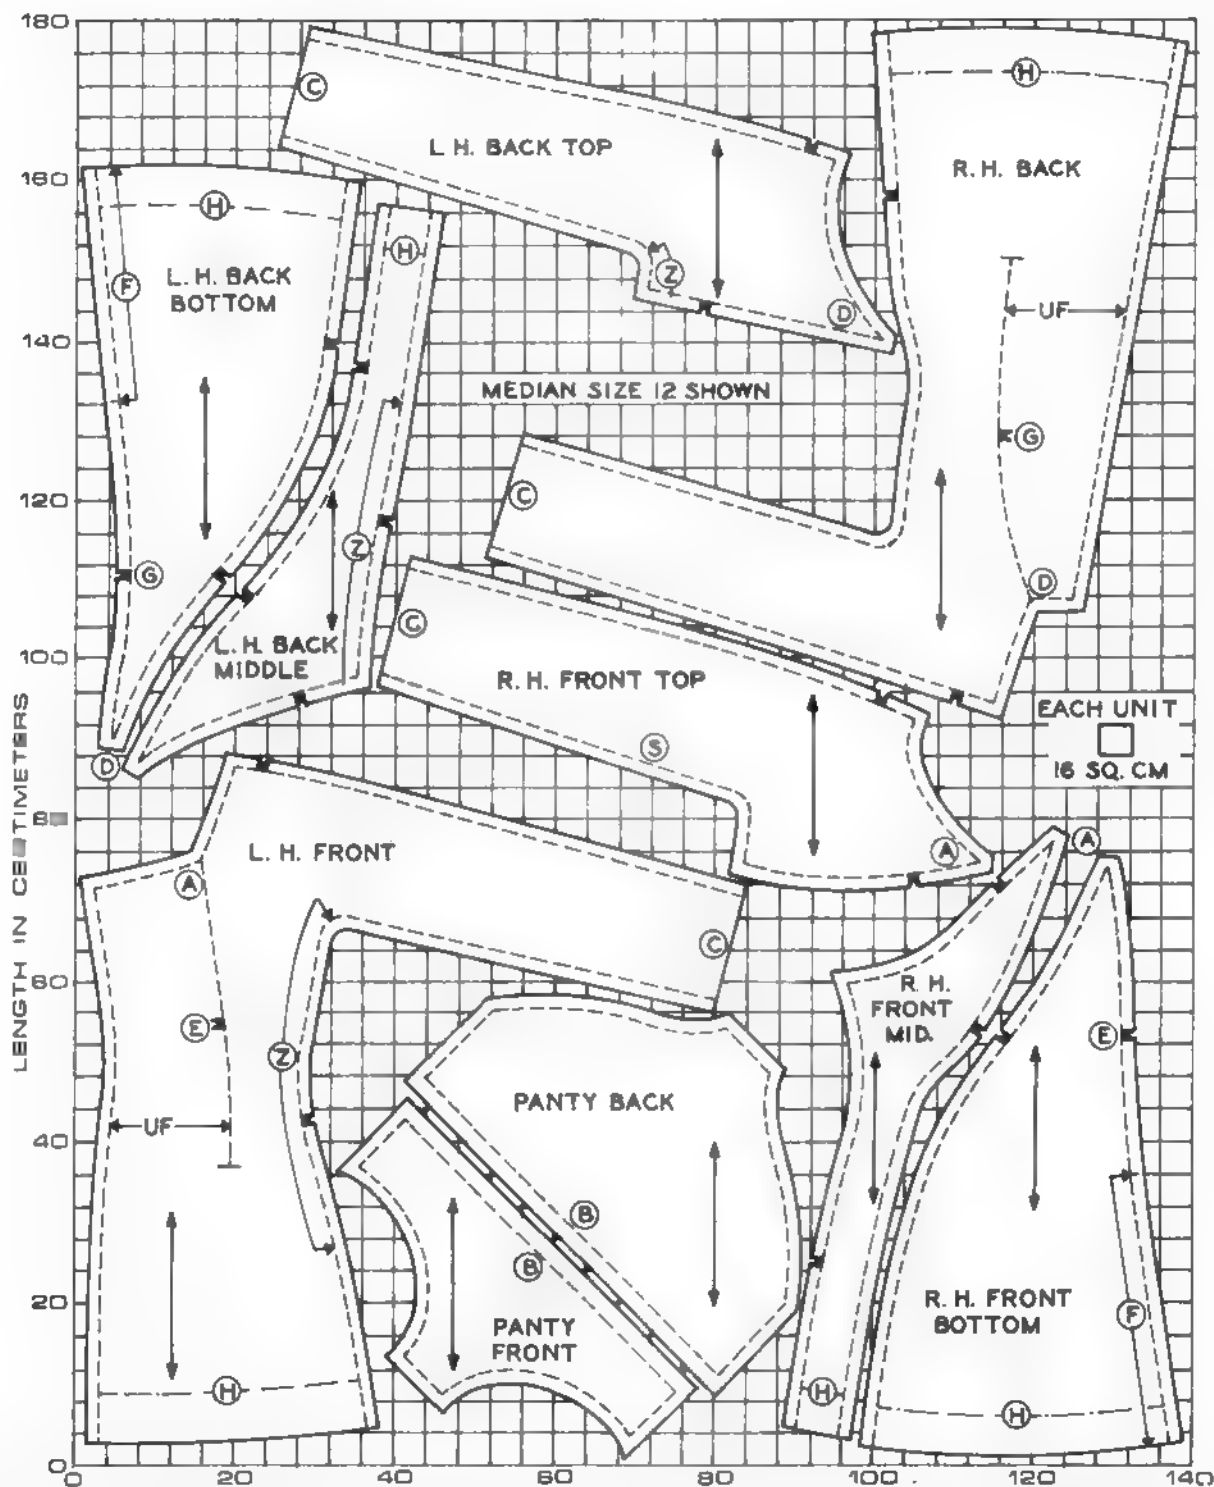 180
C
H
L.H. BACK TOP
R.H. BACK
160
H
H
L.H. BACK
BOTTOM
F
Z
D
UF
140
MEDIAN SIZE 12 SHOWN
G
120
C
Z
G
D
C
100
L.H. BACK
MIDDLE
R.H. FRONT TOP
EACH UNIT
16 SQ. CM
S
D
A
L.H. FRONT
A
A
C
60
R.H.
FRONT
MID.
E
E
Z
PANTY BACK
UF
40
B
B
R.H. FRONT
BOTTOM
F
20
PANTY
FRONT
H
H
H
0
0 20 40 60 80 100 120 140
LENGTH IN CENTIMETERS